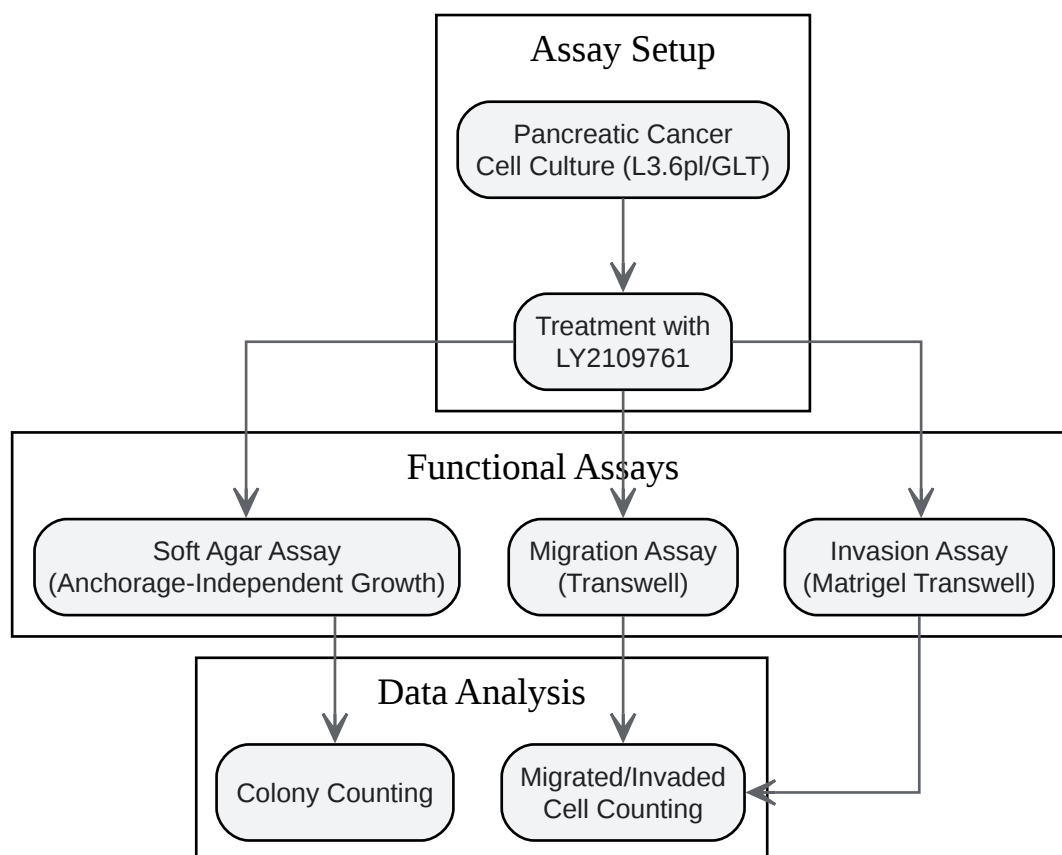 Assay Setup
Pancreatic Cancer
Cell Culture (L3.6pl/GLT)
Treatment with
LY2109761
Functional Assays
Soft Agar Assay
(Anchorage-Independent Growth)
Migration Assay
(Transwell)
Invasion Assay
(Matrigel Transwell)
Data Analysis
Colony Counting
Migrated/Invaded
Cell Counting